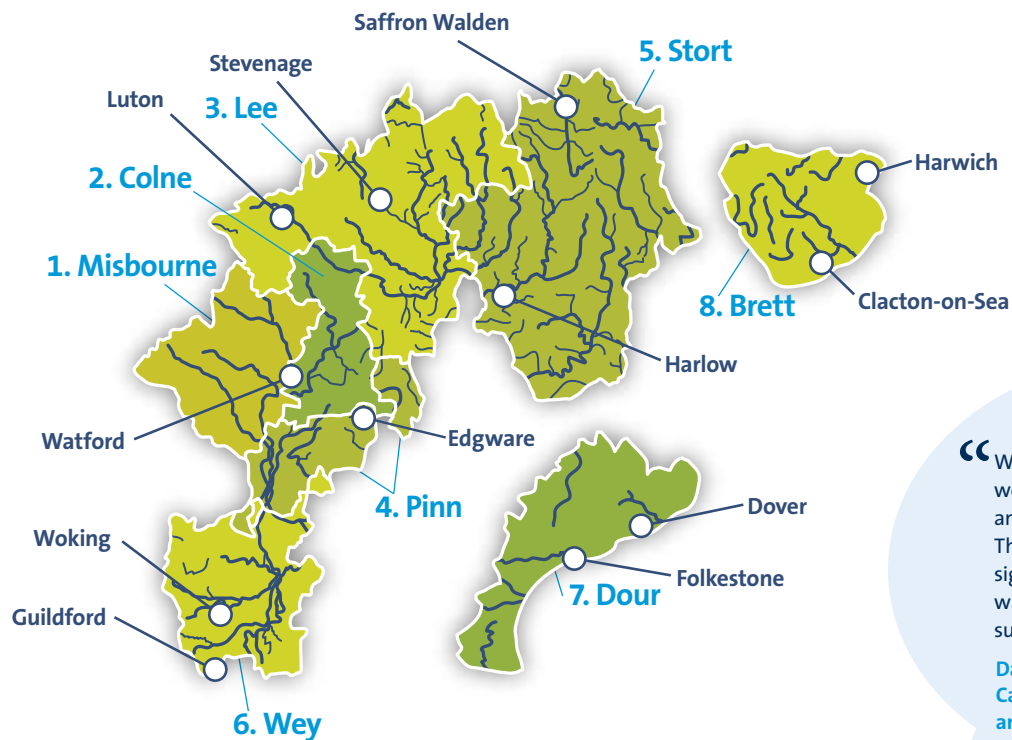 Saffron Walden
5. Stort
Stevenage
3. Lee
Luton
2. Colne
Harwich
1. Misbourne
8. Brett
Clacton-on-Sea
Harlow
Watford
Edgware
4. Pinn
Dover
Woking
Folkestone
7. Dour
Guildford
6. Wey
“